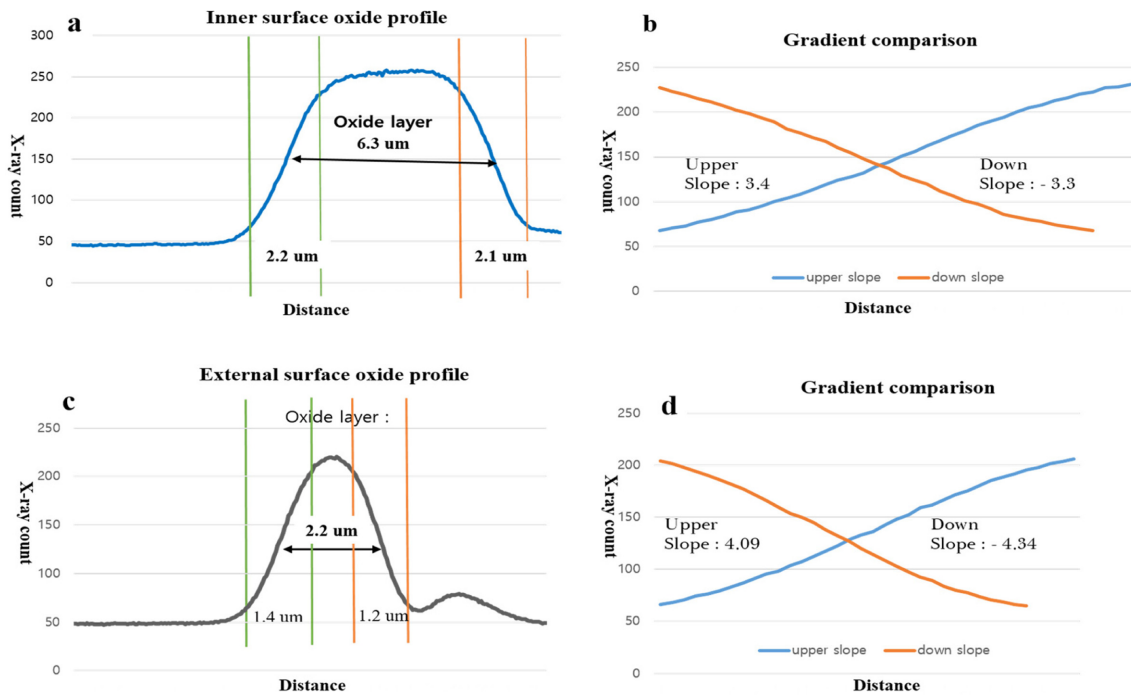 a
Inner surface oxide profile
300
250
200
150
100
50
0
X-ray count
Oxide layer
6.3 um
2.2 um
2.1 um
Distance
b
Gradient comparison
250
200
150
100
50
0
X-ray count
Upper
Slope : 3.4
Down
Slope : - 3.3
upper slope
down slope
Distance
External surface oxide profile
c
Oxide layer :
250
200
150
100
50
0
X-ray count
2.2 um
1.4 um
1.2 um
Distance
Gradient comparison
d
250
200
150
100
50
0
X-ray count
Upper
Slope : 4.09
Down
Slope : - 4.34
upper slope
down slope
Distance